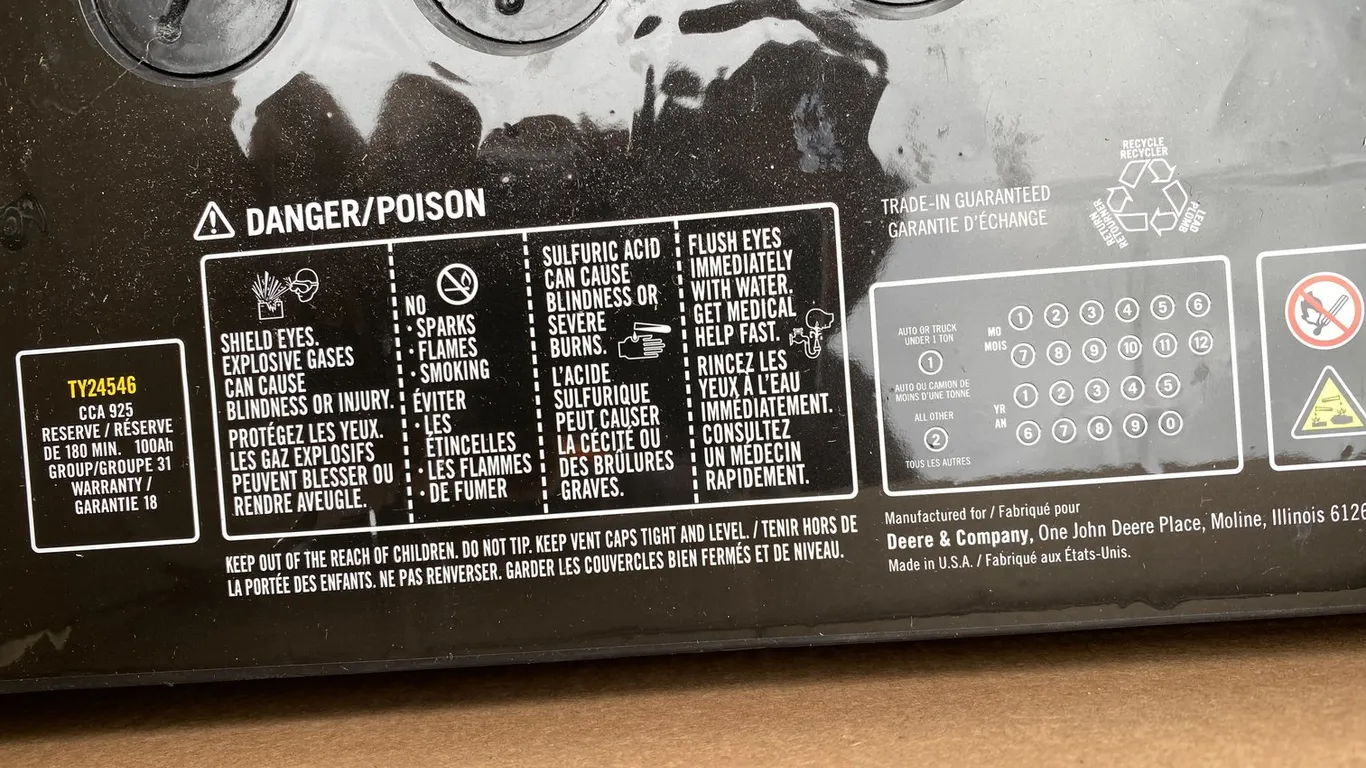 DANGER/POISON
TY24546
CCA 925
RESERVE / RÉSERVE
DE 180 MIN. 100Ah
GROUP/GROUPE 31
WARRANTY /
GARANTIE 18
SHIELD EYES.
EXPLOSIVE GASES
CAN CAUSE
BLINDNESS OR INJURY.
PROTÉGEZ LES YEUX.
LES GAZ EXPLOSIFS
PEUVENT BLESSER OU
RENDRE AVEUGLE.
NO
• SPARKS
• FLAMES
• SMOKING
ÉVITER
• LES
ÉTINCELLES
• LES FLAMMES
• DE FUMER
SULFURIC ACID
CAN CAUSE
BLINDNESS OR
SEVERE
BURNS.
L'ACIDE
SULFURIQUE
PEUT CAUSER
LA CÉCITÉ OU
DES BRÛLURES
GRAVES.
FLUSH EYES
IMMEDIATELY
WITH WATER.
GET MEDICAL
HELP FAST.
RINCEZ LES
YEUX À L'EAU
IMMÉDIATEMENT.
CONSULTEZ
UN MÉDECIN
RAPIDEMENT.
KEEP OUT OF THE REACH OF CHILDREN. DO NOT TIP. KEEP VENT CAPS TIGHT AND LEVEL. / TENIR HORS DE
LA PORTÉE DES ENFANTS. NE PAS RENVERSER. GARDER LES COUVERCLES BIEN FERMÉS ET DE NIVEAU.
TRADE-IN GUARANTEED
GARANTIE D'ÉCHANGE
RECYCLE
RECYCLER
LEAD
PLOMB
RETURN
RETOURNER
AUTO OR TRUCK
UNDER 1 TON
1
AUTO OU CAMION DE
MOINS D'UNE TONNE
ALL OTHER
2
TOUS LES AUTRES
MO
MOIS
1 2 3 4 5 6
7 8 9 10 11 12
YR
AN
1 2 3 4 5
6 7 8 9 0
Manufactured for / Fabriqué pour
Deere & Company, One John Deere Place, Moline, Illinois 6126
Made in U.S.A. / Fabriqué aux États-Unis.